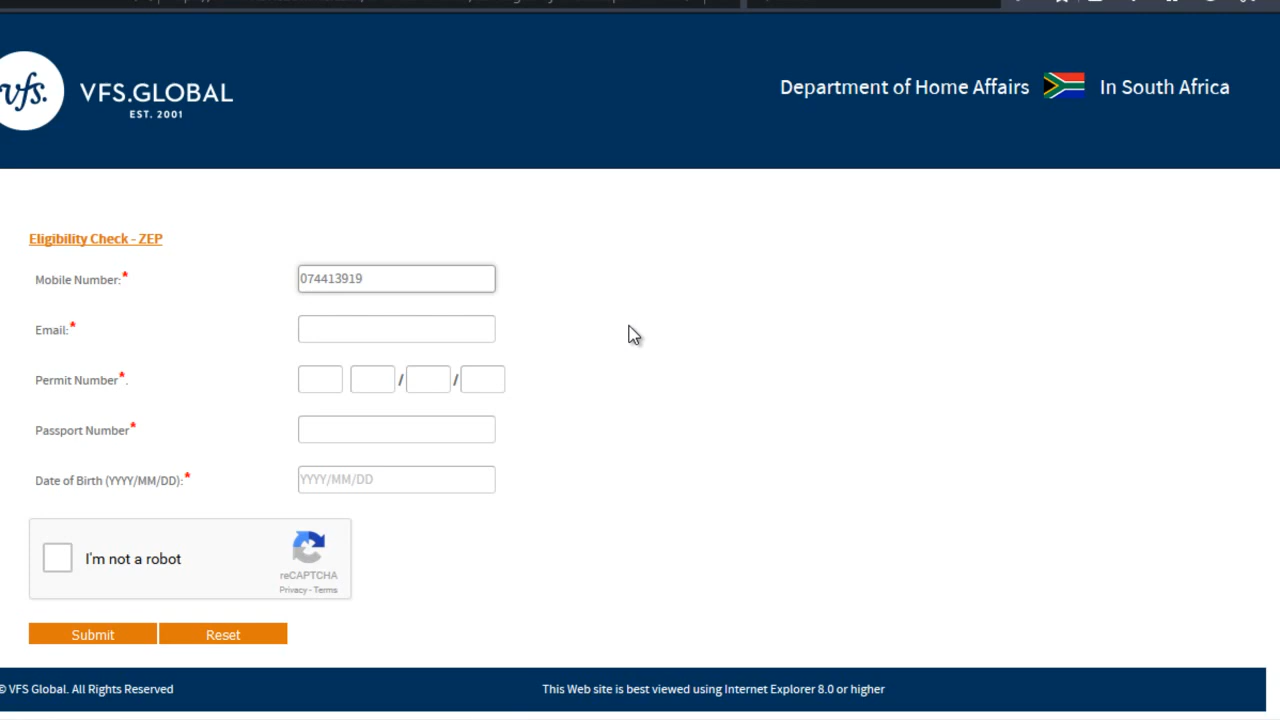 vfs.
VFS.GLOBAL
EST. 2001
Department of Home Affairs In South Africa
Eligibility Check - ZEP
Mobile Number:* 074413919
Email:*
Permit Number*. / /
Passport Number*
Date of Birth (YYYY/MM/DD):* YYYY/MM/DD
I'm not a robot
reCAPTCHA
Privacy - Terms
Submit Reset
© VFS Global. All Rights Reserved This Web site is best viewed using Internet Explorer 8.0 or higher